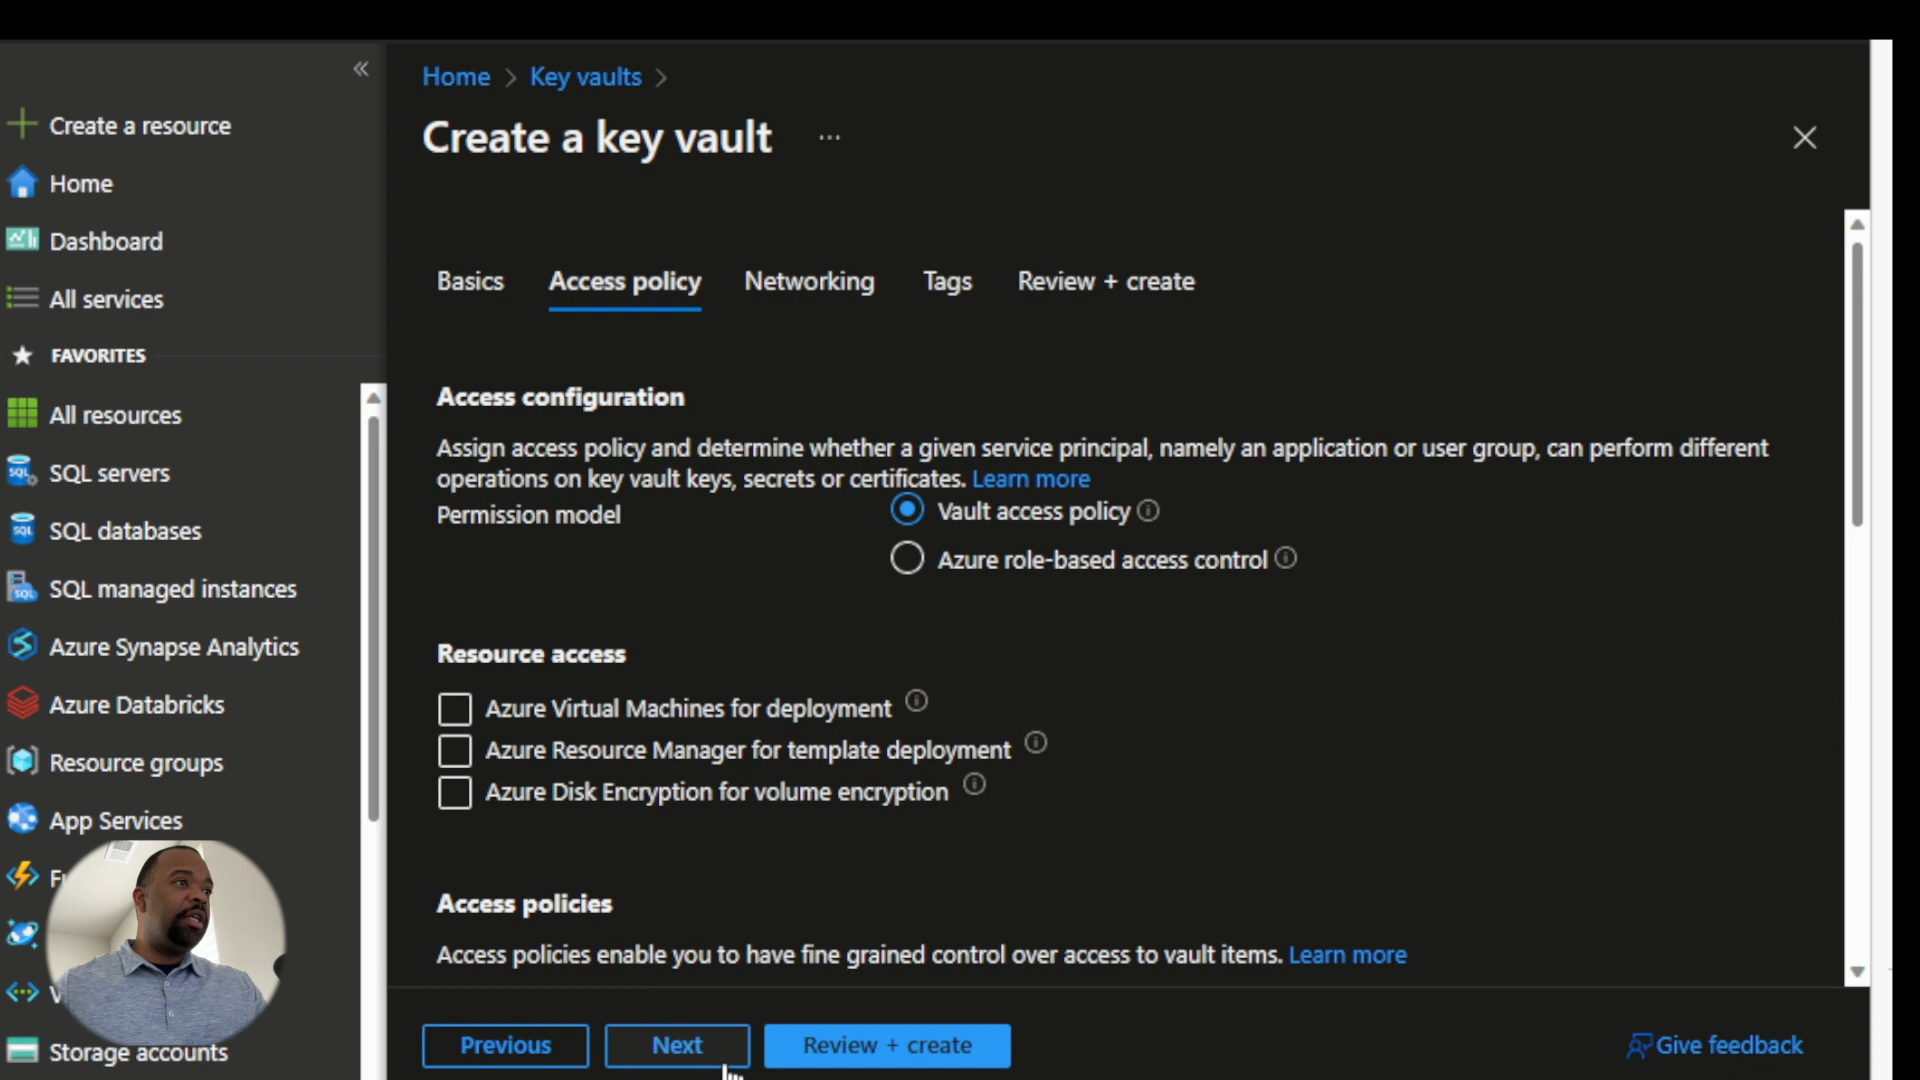 «
Create a resource
Home
Dashboard
All services
FAVORITES
All resources
SQL servers
SQL databases
SQL managed instances
Azure Synapse Analytics
Azure Databricks
Resource groups
App Services
Storage accounts
Home > Key vaults >
Create a key vault ...
Basics Access policy Networking Tags Review + create
Access configuration
Assign access policy and determine whether a given service principal, namely an application or user group, can perform different
operations on key vault keys, secrets or certificates. Learn more
Permission model
Vault access policy
Azure role-based access control
Resource access
Azure Virtual Machines for deployment
Azure Resource Manager for template deployment
Azure Disk Encryption for volume encryption
Access policies
Access policies enable you to have fine grained control over access to vault items. Learn more
Previous Next Review + create Give feedback